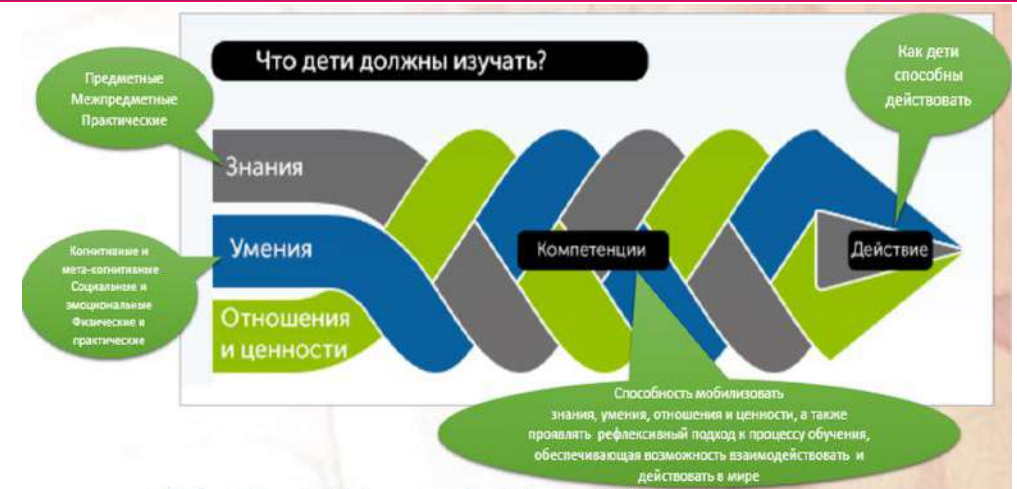 Что дети должны изучать?
Предметные
Межпредметные
Практические
Как дети
способны
действовать
Знания
Умения
Отношения
и ценности
Когнитивные и
мета-когнитивные
Социальные и
эмоциональные
Физические и
практические
Компетенции
Действие
Способность мобилизовать
знания, умения, отношения и ценности, а также
проявлять рефлексивный подход к процессу обучения,
обеспечивающая возможность взаимодействовать и
действовать в мире